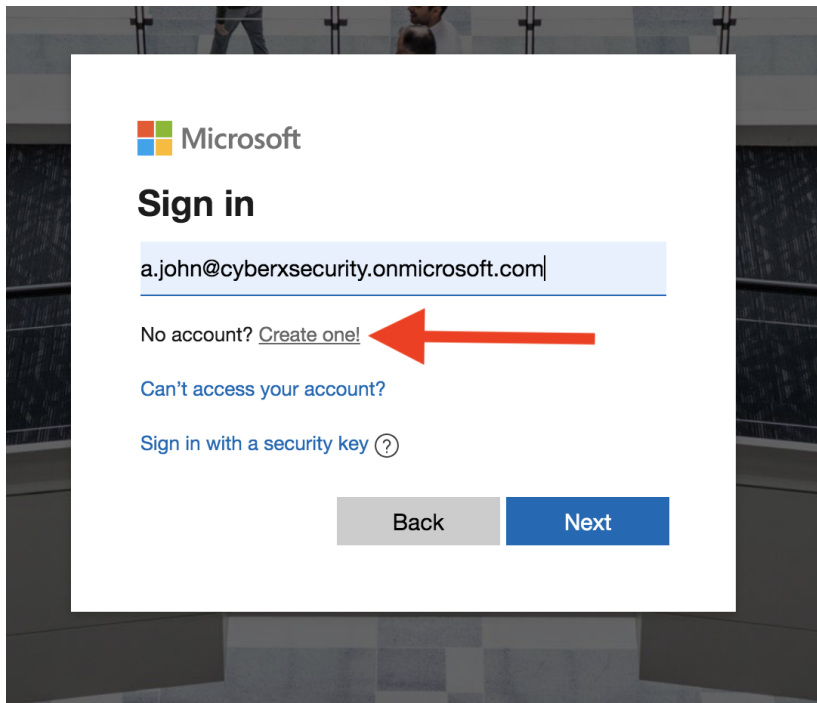 Microsoft
Sign in
a.john@cyberxsecurity.onmicrosoft.com
No account? Create one!
Can't access your account?
Sign in with a security key ?
Back Next